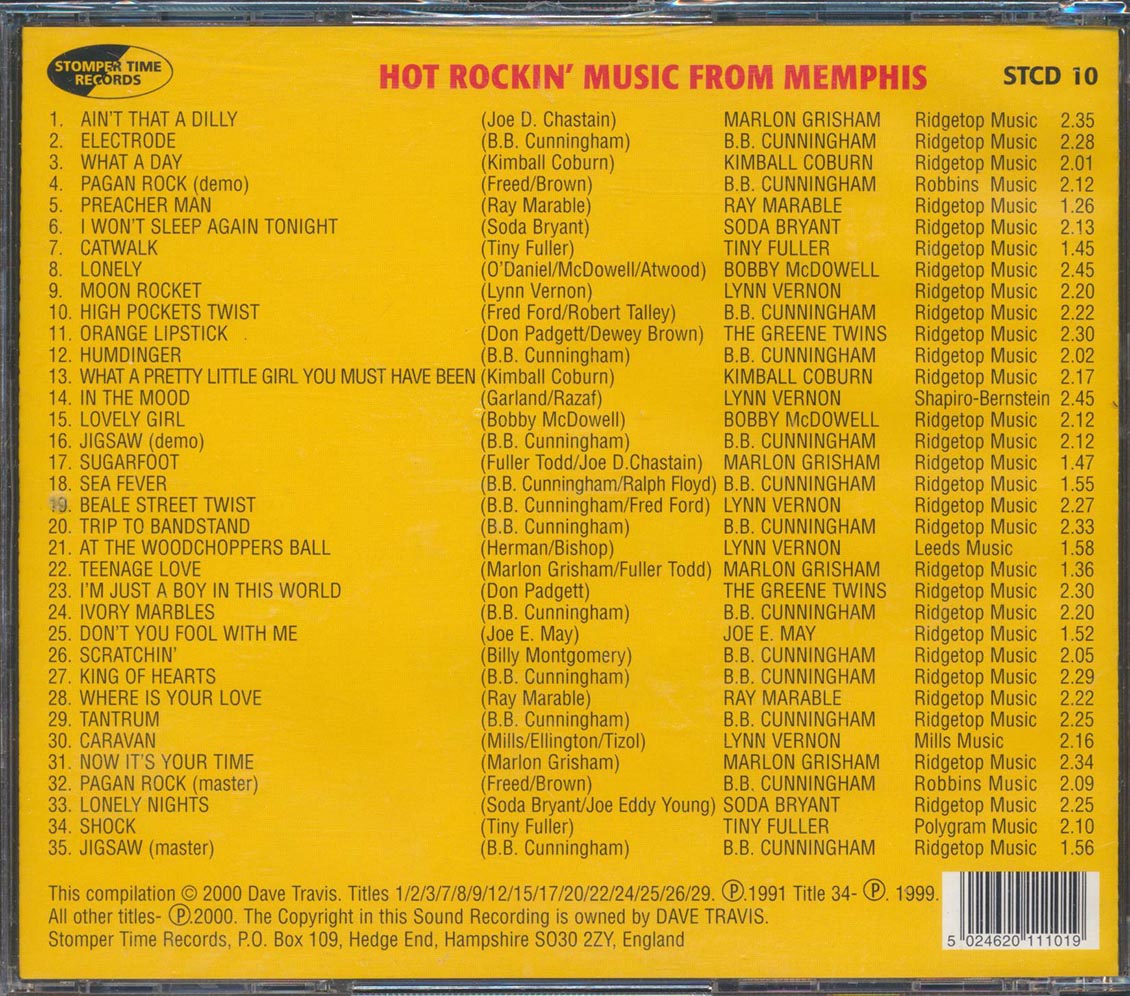 STOMPER TIME RECORDS
HOT ROCKIN' MUSIC FROM MEMPHIS STCD 10
1. AIN'T THAT A DILLY (Joe D. Chastain) MARLON GRISHAM Ridgetop Music 2.35
2. ELECTRODE (B.B. Cunningham) B.B. CUNNINGHAM Ridgetop Music 2.28
3. WHAT A DAY (Kimball Coburn) KIMBALL COBURN Ridgetop Music 2.01
4. PAGAN ROCK (demo) (Freed/Brown) B.B. CUNNINGHAM Robbins Music 2.12
5. PREACHER MAN (Ray Marable) RAY MARABLE Ridgetop Music 1.26
6. I WON'T SLEEP AGAIN TONIGHT (Soda Bryant) SODA BRYANT Ridgetop Music 2.13
7. CATWALK (Tiny Fuller) TINY FULLER Ridgetop Music 1.45
8. LONELY (O'Daniel/McDowell/Atwood) BOBBY McDOWELL Ridgetop Music 2.45
9. MOON ROCKET (Lynn Vernon) LYNN VERNON Ridgetop Music 2.20
10. HIGH POCKETS TWIST (Fred Ford/Robert Talley) B.B. CUNNINGHAM Ridgetop Music 2.22
11. ORANGE LIPSTICK (Don Padgett/Dewey Brown) THE GREENE TWINS Ridgetop Music 2.30
12. HUMDINGER (B.B. Cunningham) B.B. CUNNINGHAM Ridgetop Music 2.02
13. WHAT A PRETTY LITTLE GIRL YOU MUST HAVE BEEN (Kimball Coburn) KIMBALL COBURN Ridgetop Music 2.17
14. IN THE MOOD (Garland/Razaf) LYNN VERNON Shapiro-Bernstein 2.45
15. LOVELY GIRL (Bobby McDowell) BOBBY McDOWELL Ridgetop Music 2.12
16. JIGSAW (demo) (B.B. Cunningham) B.B. CUNNINGHAM Ridgetop Music 2.12
17. SUGARFOOT (Fuller Todd/Joe D.Chastain) MARLON GRISHAM Ridgetop Music 1.47
18. SEA FEVER (B.B. Cunningham/Ralph Floyd) B.B. CUNNINGHAM Ridgetop Music 1.55
19. BEALE STREET TWIST (B.B. Cunningham/Fred Ford) LYNN VERNON Ridgetop Music 2.27
20. TRIP TO BANDSTAND (B.B. Cunningham) B.B. CUNNINGHAM Ridgetop Music 2.33
21. AT THE WOODCHOPPERS BALL (Herman/Bishop) LYNN VERNON Leeds Music 1.58
22. TEENAGE LOVE (Marlon Grisham/Fuller Todd) MARLON GRISHAM Ridgetop Music 1.36
23. I'M JUST A BOY IN THIS WORLD (Don Padgett) THE GREENE TWINS Ridgetop Music 2.30
24. IVORY MARBLES (B.B. Cunningham) B.B. CUNNINGHAM Ridgetop Music 2.20
25. DON'T YOU FOOL WITH ME (Joe E. May) JOE E. MAY Ridgetop Music 1.52
26. SCRATCHIN' (Billy Montgomery) B.B. CUNNINGHAM Ridgetop Music 2.05
27. KING OF HEARTS (B.B. Cunningham) B.B. CUNNINGHAM Ridgetop Music 2.29
28. WHERE IS YOUR LOVE (Ray Marable) RAY MARABLE Ridgetop Music 2.22
29. TANTRUM (B.B. Cunningham) B.B. CUNNINGHAM Ridgetop Music 2.25
30. CARAVAN (Mills/Ellington/Tizol) LYNN VERNON Mills Music 2.16
31. NOW IT'S YOUR TIME (Marlon Grisham) MARLON GRISHAM Ridgetop Music 2.34
32. PAGAN ROCK (master) (Freed/Brown) B.B. CUNNINGHAM Robbins Music 2.09
33. LONELY NIGHTS (Soda Bryant/Joe Eddy Young) SODA BRYANT Ridgetop Music 2.25
34. SHOCK (Tiny Fuller) TINY FULLER Polygram Music 2.10
35. JIGSAW (master) (B.B. Cunningham) B.B. CUNNINGHAM Ridgetop Music 1.56
This compilation © 2000 Dave Travis. Titles 1/2/3/7/8/9/12/15/17/20/22/24/25/26/29. ℗.1991 Title 34- ℗. 1999.
All other titles- ℗.2000. The Copyright in this Sound Recording is owned by DAVE TRAVIS.
Stomper Time Records, P.O. Box 109, Hedge End, Hampshire SO30 2ZY, England
5 024620 111019